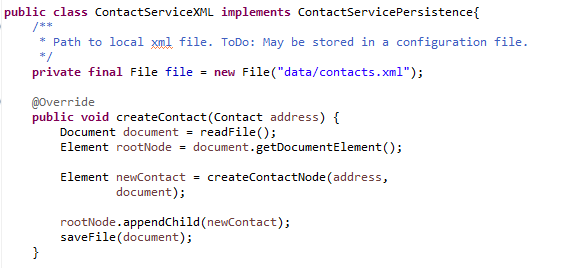 public class ContactServiceXML implements ContactServicePersistence{
/**
* Path to local xml file. ToDo: May be stored in a configuration file.
*/
private final File file = new File("data/contacts.xml");
@Override
public void createContact(Contact address) {
Document document = readFile();
Element rootNode = document.getDocumentElement();
Element newContact = createContactNode(address,
document);
rootNode.appendChild(newContact);
saveFile(document);
}